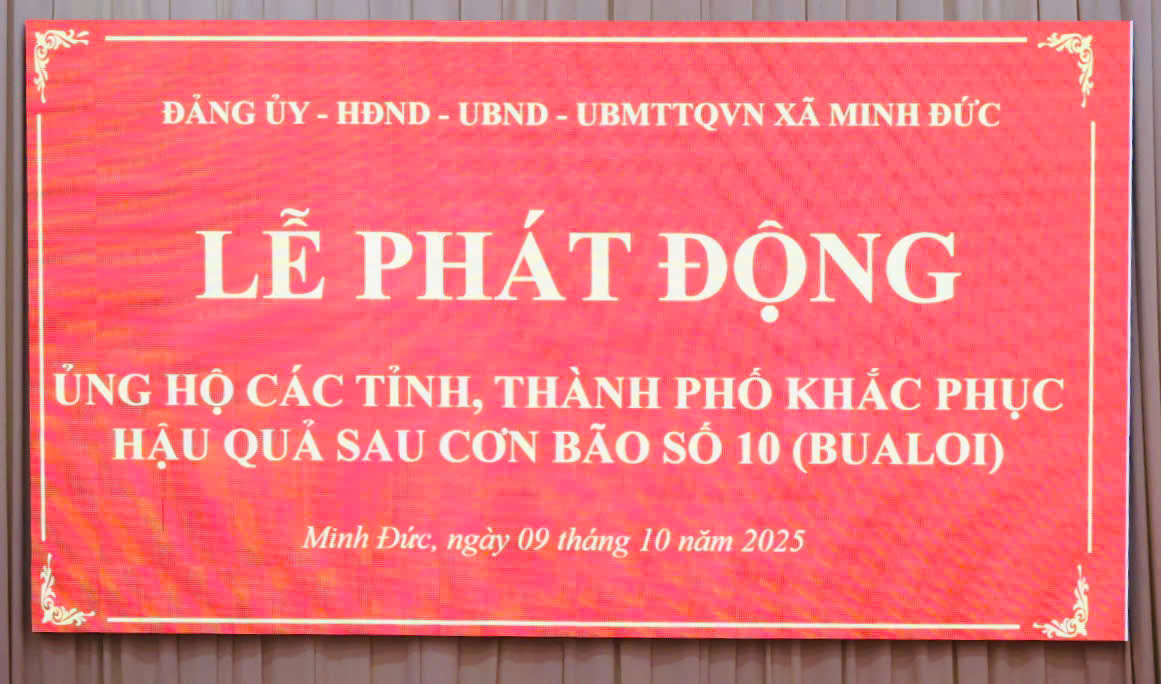 ĐẢNG ỦY - HĐND - UBND - UBMTTQVN XÃ MINH ĐỨC
LỄ PHÁT ĐỘNG
ỦNG HỘ CÁC TỈNH, THÀNH PHỐ KHẮC PHỤC
HẬU QUẢ SAU CƠN BÃO SỐ 10 (BUALOI)
Minh Đức, ngày 09 tháng 10 năm 2025